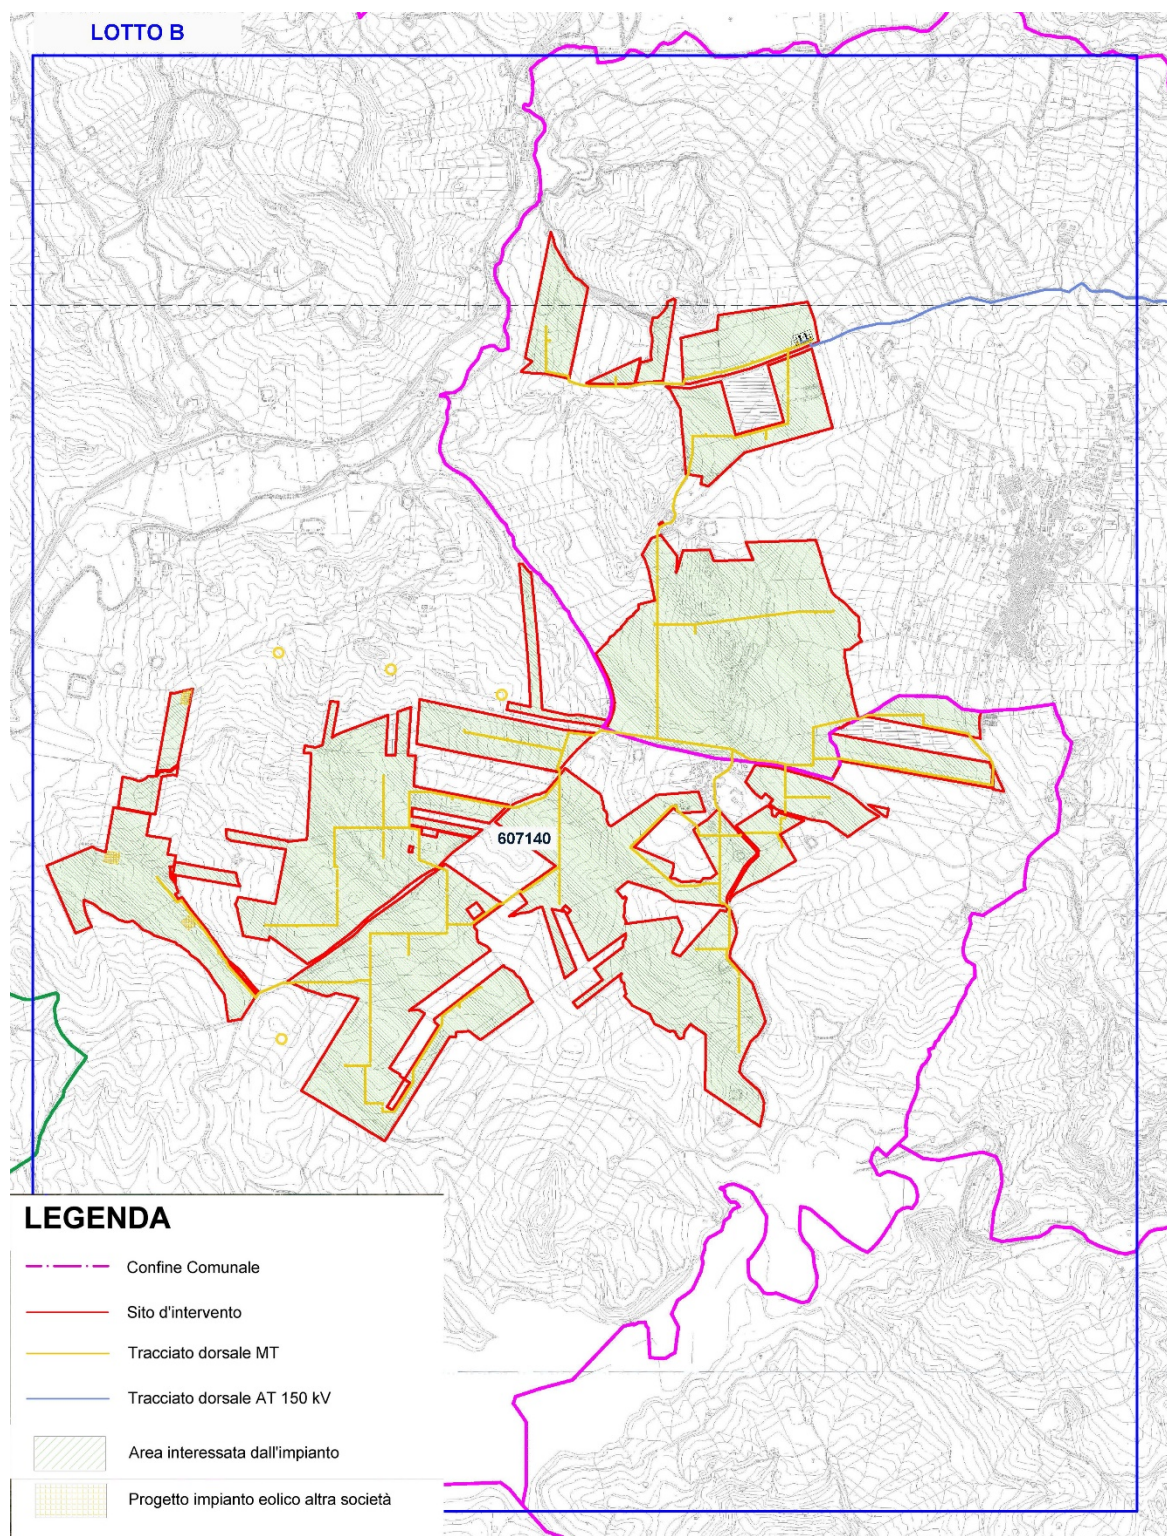 LOTTO B
607140
LEGENDA
Confine Comunale
Sito d'intervento
Tracciato dorsale MT
Tracciato dorsale AT 150 kV
Area interessata dall'impianto
Progetto impianto eolico altra società